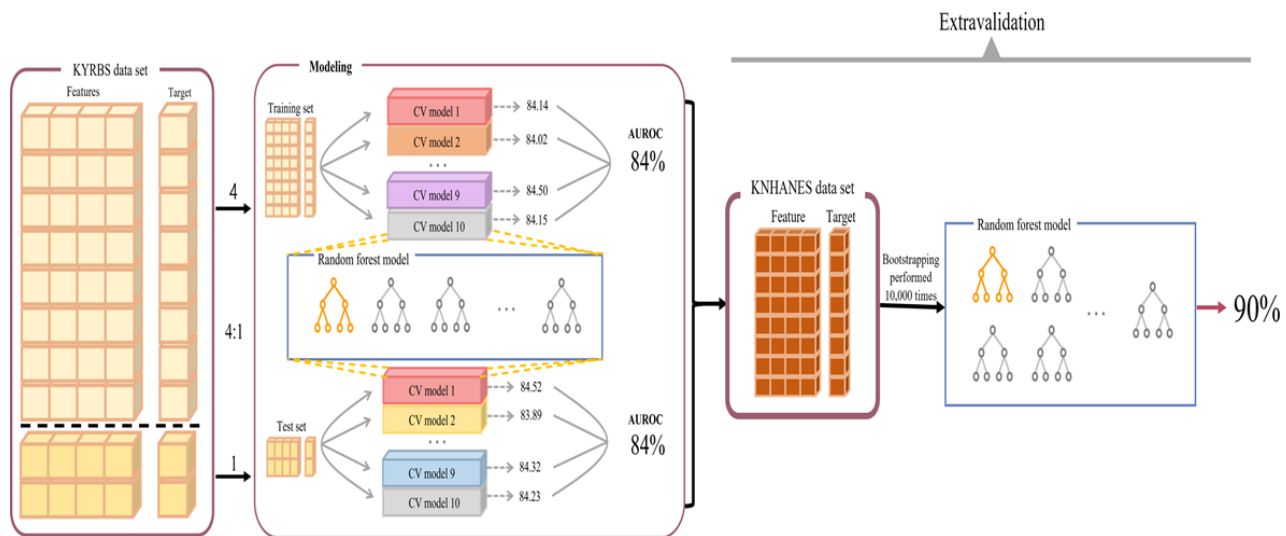 Extravalidation
KYRBS data set
Features
Target
4
4:1
1
Modeling
Training set
CV model 1
84.14
CV model 2
84.02
...
CV model 9
84.50
CV model 10
84.15
AUROC
84%
Random forest model
...
CV model 1
84.52
CV model 2
83.89
...
Test set
CV model 9
84.32
CV model 10
84.23
AUROC
84%
KNHANES data set
Feature
Target
Bootstrapping
performed
10,000 times
Random forest model
...
90%